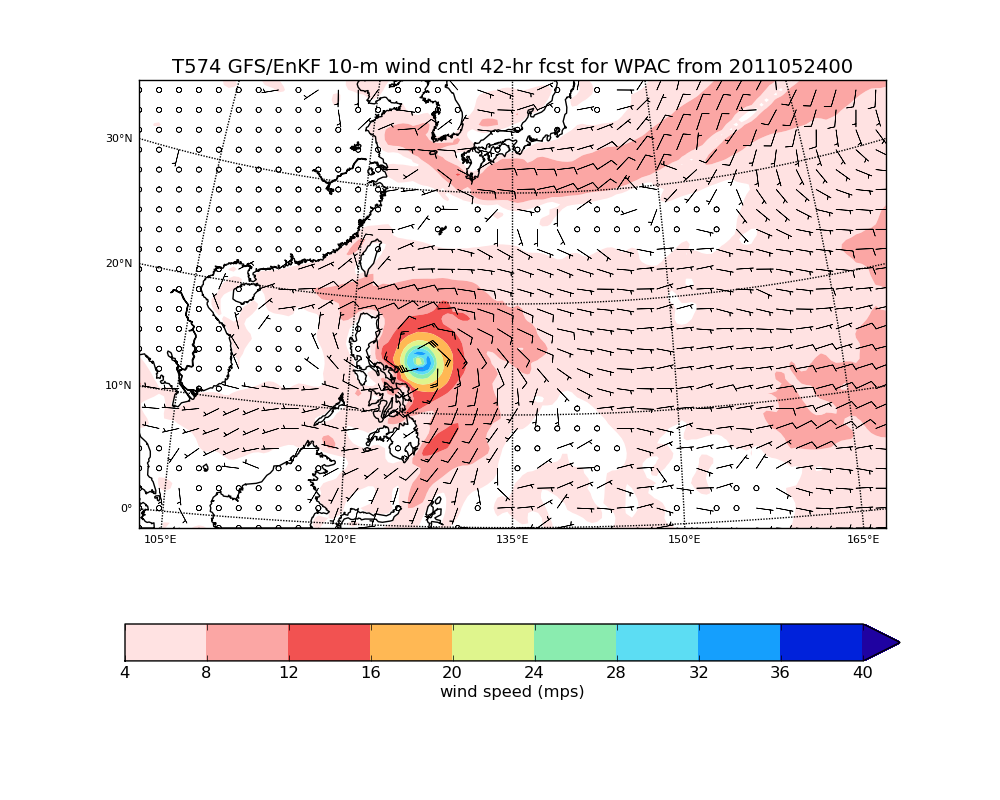 T574 GFS/EnKF 10-m wind cntl 42-hr fcst for WPAC from 2011052400
30°N
20°N
10°N
0°
105°E 120°E 135°E 150°E 165°E
4 8 12 16 20 24 28 32 36 40
wind speed (mps)